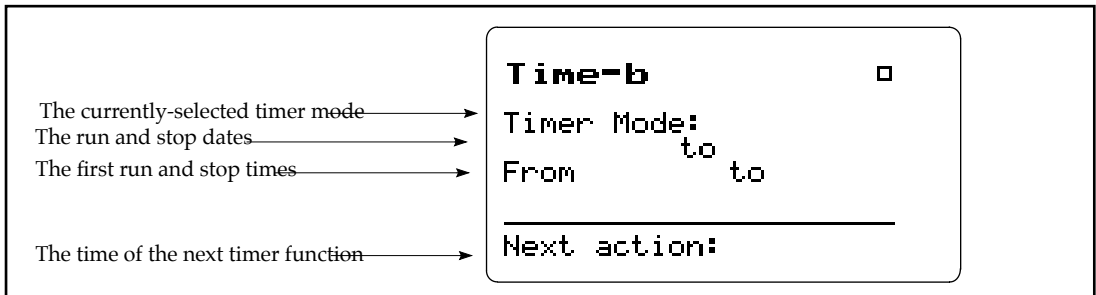 Time-b
The currently-selected timer mode
Timer Mode:
The run and stop dates
to
The first run and stop times
From to
The time of the next timer function
Next action: